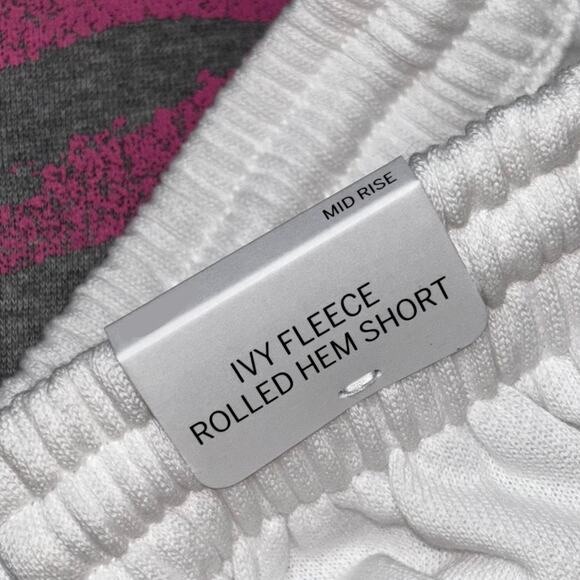 MID RISE
IVY FLEECE
ROLLED HEM SHORT